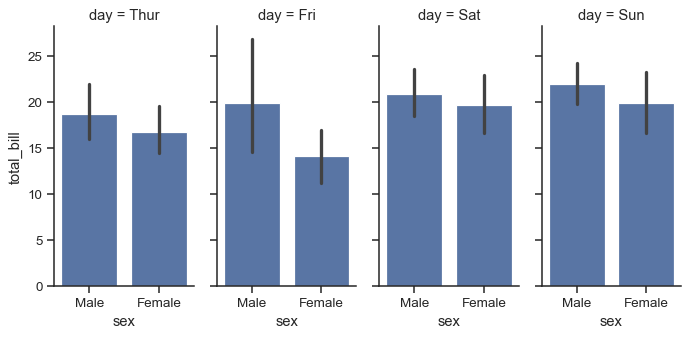 day = Thur
day = Fri
day = Sat
day = Sun
total_bill
25
20
15
10
5
0
Male Female
Male Female
Male Female
Male Female
sex
sex
sex
sex